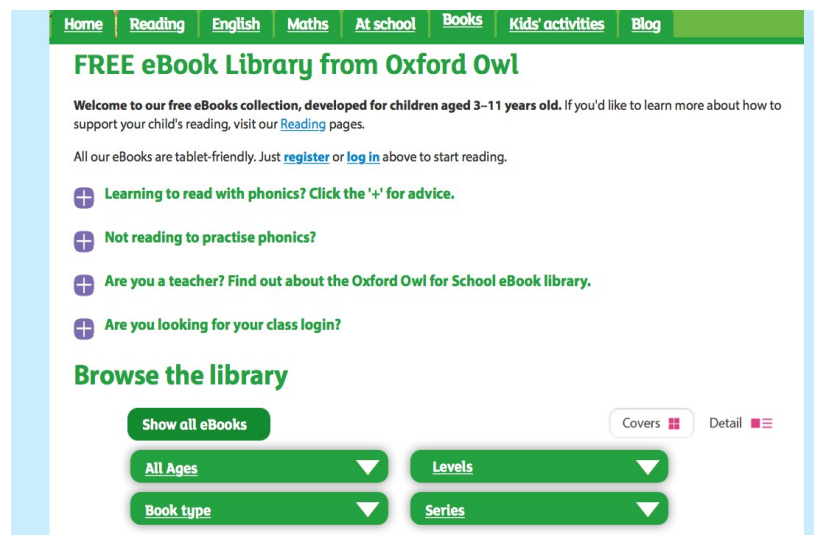 Home Reading English Maths At school Books Kids' activities Blog
FREE eBook Library from Oxford Owl
Welcome to our free eBooks collection, developed for children aged 3–11 years old. If you'd like to learn more about how to
support your child's reading, visit our Reading pages.
All our eBooks are tablet-friendly. Just register or log in above to start reading.
Learning to read with phonics? Click the '+' for advice.
Not reading to practise phonics?
Are you a teacher? Find out about the Oxford Owl for School eBook library.
Are you looking for your class login?
Browse the library
Show all eBooks Covers Detail
All Ages Levels
Book type Series